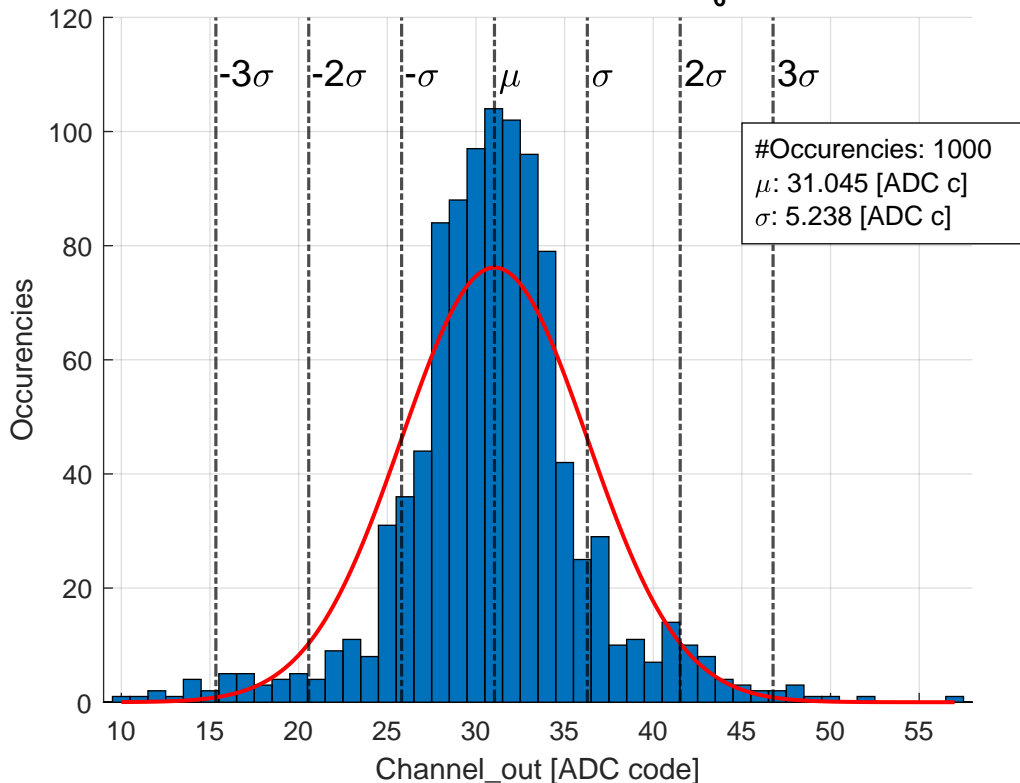 -3σ -2σ -σ μ σ 2σ 3σ
#Occurencies: 1000
μ: 31.045 [ADC c]
σ: 5.238 [ADC c]
120
100
80
60
40
20
0
Occurencies
10 15 20 25 30 35 40 45 50 55
Channel_out [ADC code]